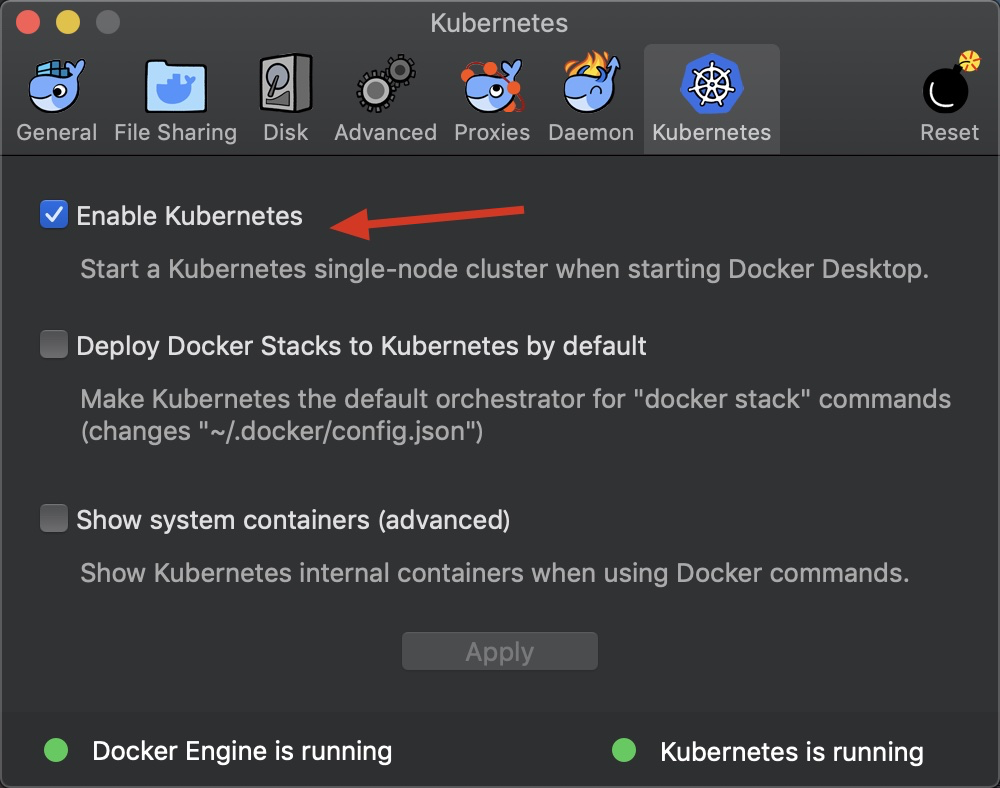 Kubernetes
General File Sharing Disk Advanced Proxies Daemon Kubernetes Reset
Enable Kubernetes
Start a Kubernetes single-node cluster when starting Docker Desktop.
Deploy Docker Stacks to Kubernetes by default
Make Kubernetes the default orchestrator for "docker stack" commands
(changes "~/.docker/config.json")
Show system containers (advanced)
Show Kubernetes internal containers when using Docker commands.
Apply
Docker Engine is running Kubernetes is running